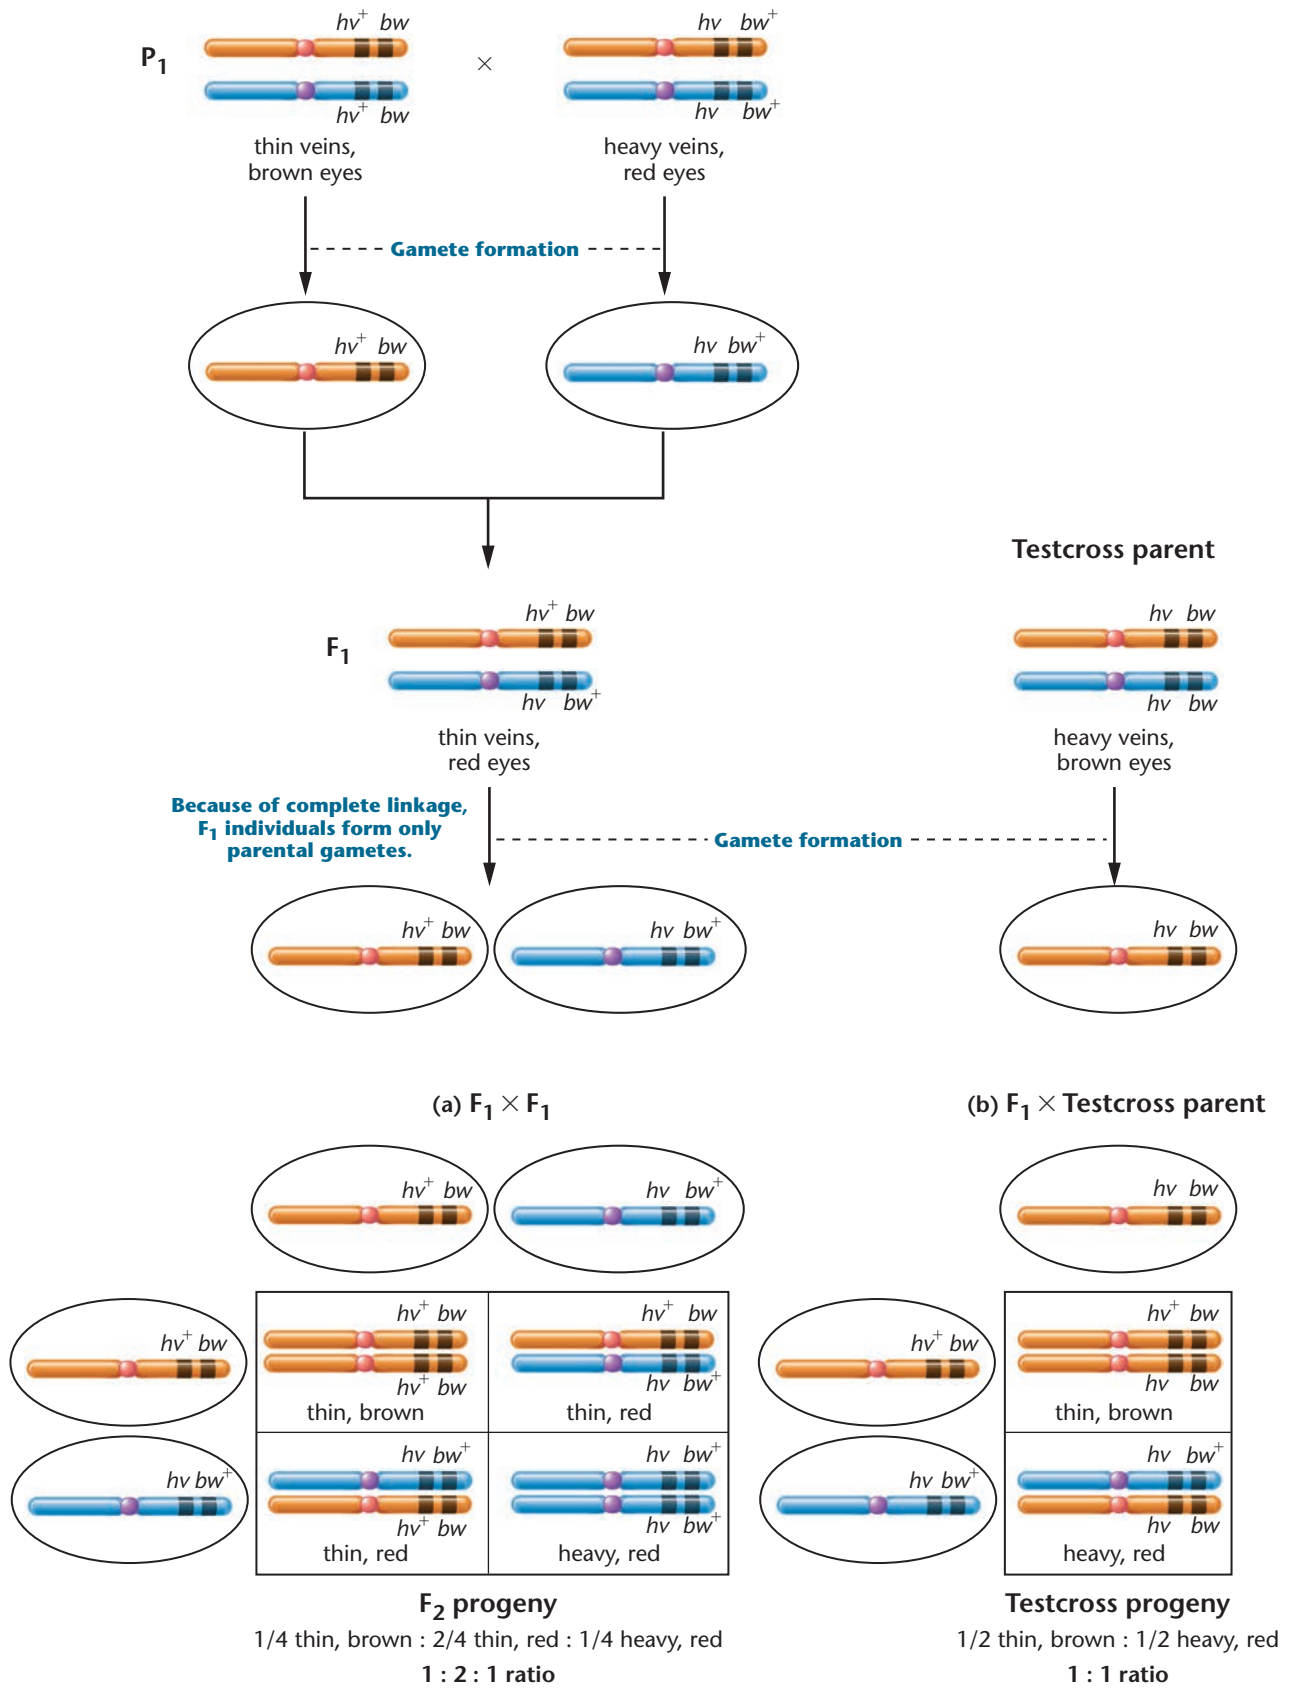 hv+ bw
hv bw+
P1
×
hv+ bw
hv bw+
thin veins,
brown eyes
heavy veins,
red eyes
Gamete formation
hv+ bw
hv bw+
Testcross parent
hv+ bw
hv bw
F1
hv bw+
hv bw
thin veins,
red eyes
heavy veins,
brown eyes
Because of complete linkage,
F1 individuals form only
parental gametes.
Gamete formation
hv+ bw
hv bw+
hv bw
(a) F1 × F1
(b) F1 × Testcross parent
hv+ bw
hv bw+
hv bw
hv+ bw
hv+ bw
hv+ bw
hv+ bw
hv+ bw
hv+ bw
hv bw+
hv bw
thin, brown
thin, red
thin, brown
hv bw+
hv bw+
hv bw+
hv bw+
hv bw+
hv+ bw
hv bw+
hv bw
thin, red
heavy, red
heavy, red
F2 progeny
1/4 thin, brown : 2/4 thin, red : 1/4 heavy, red
1 : 2 : 1 ratio
Testcross progeny
1/2 thin, brown : 1/2 heavy, red
1 : 1 ratio